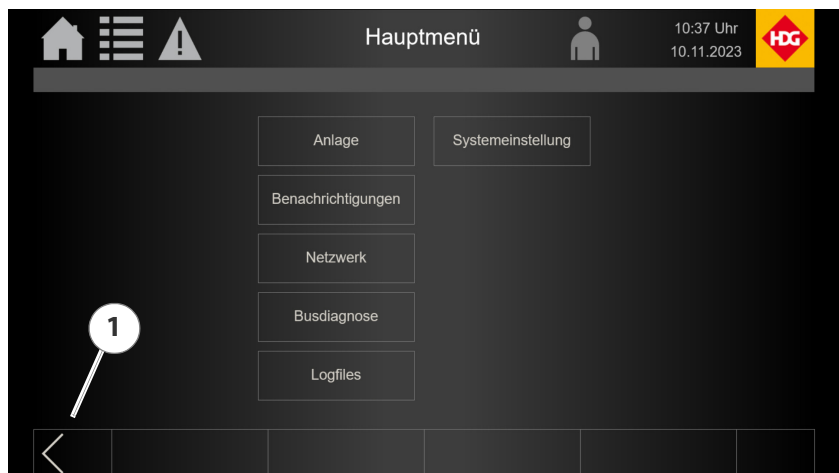 Hauptmenü
10:37 Uhr
10.11.2023
HDG
Anlage
Systemeinstellung
Benachrichtigungen
Netzwerk
Busdiagnose
Logfiles
1